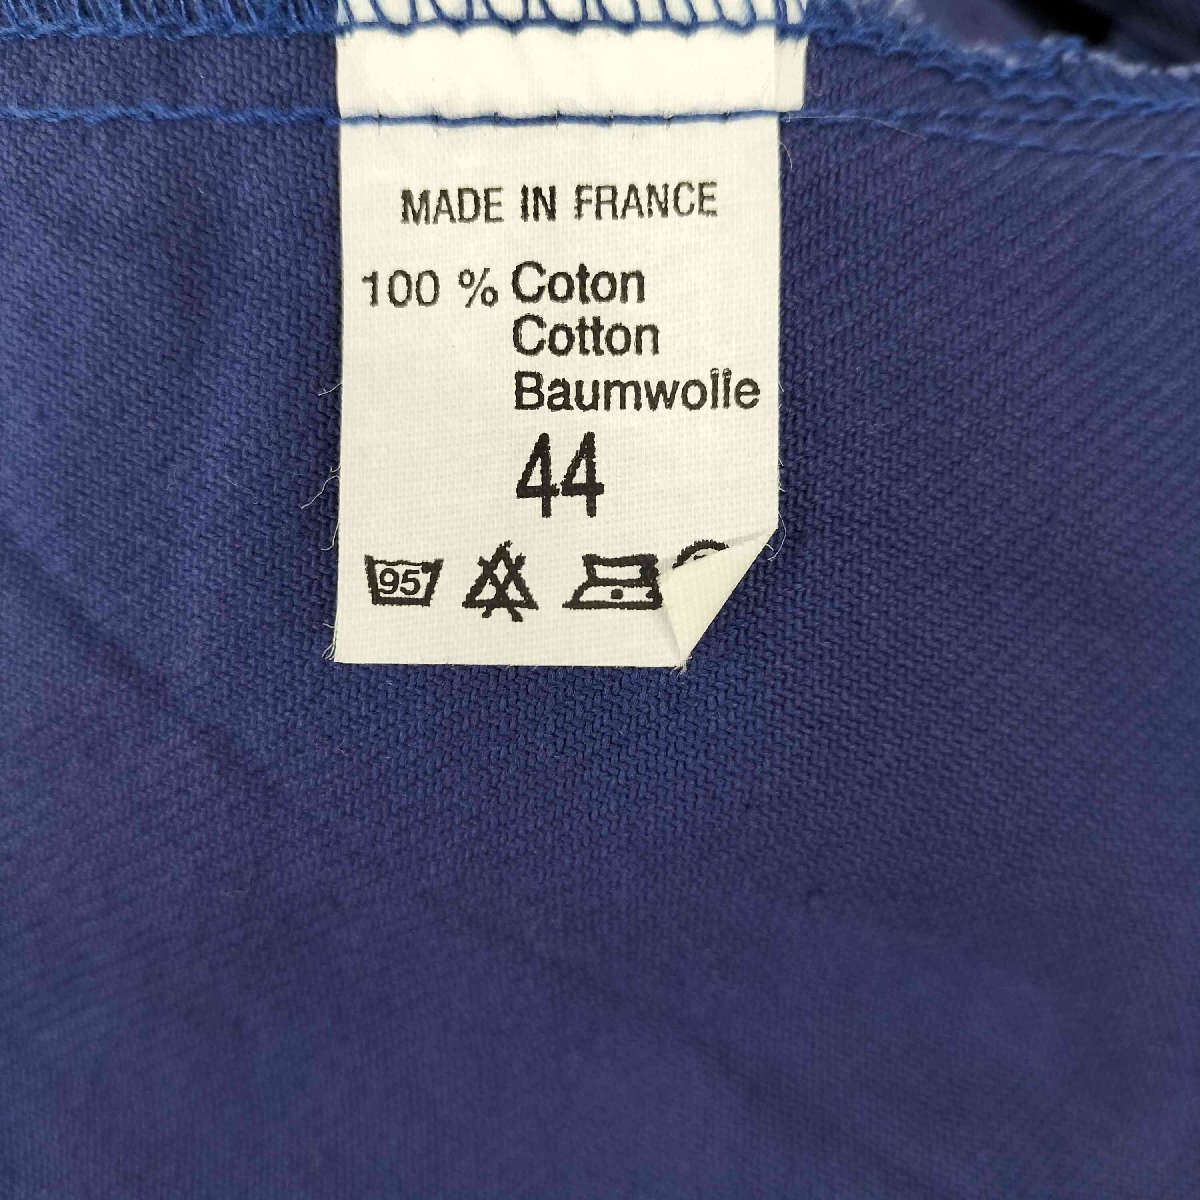 MADE IN FRANCE
100 % Coton
Cotton
Baumwolle
44
95